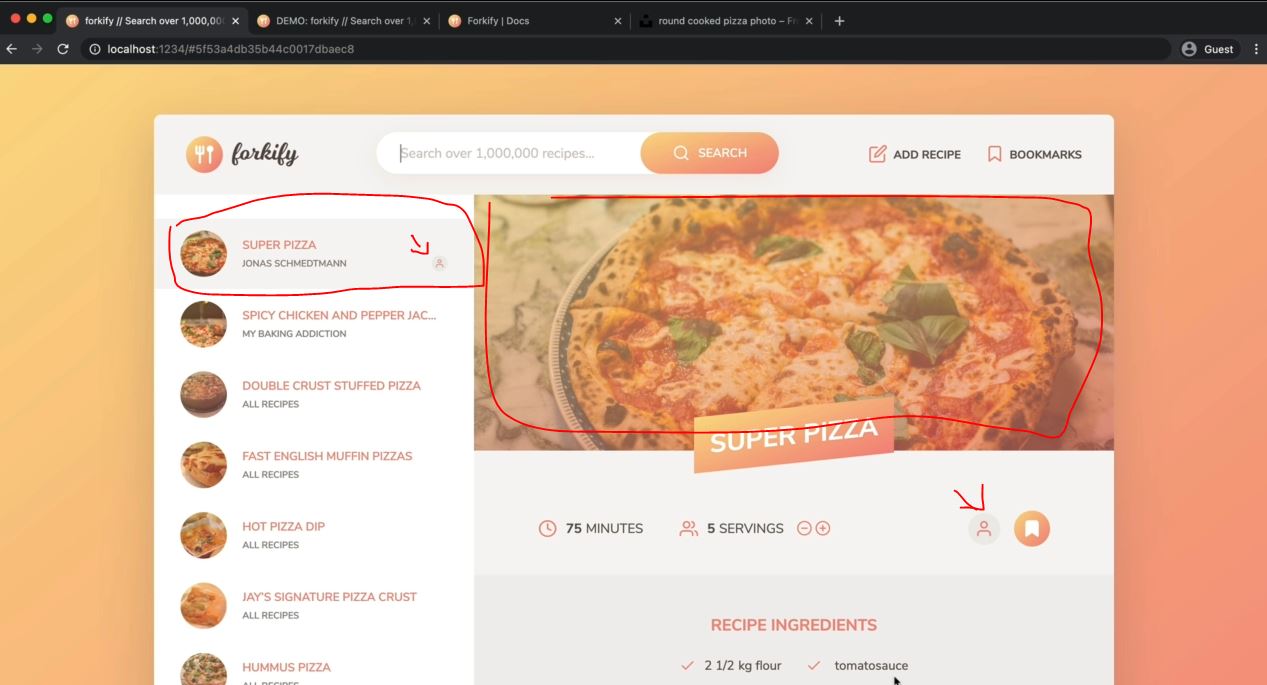 forkify // Search over 1,000,00
DEMO: forkify // Search over 1,
Forkify | Docs
round cooked pizza photo – Fr
localhost:1234/#5f53a4db35b44c0017dbaec8
Guest
forkify
Search over 1,000,000 recipes...
SEARCH
ADD RECIPE
BOOKMARKS
SUPER PIZZA
JONAS SCHMEDTMANN
SPICY CHICKEN AND PEPPER JAC...
MY BAKING ADDICTION
DOUBLE CRUST STUFFED PIZZA
ALL RECIPES
FAST ENGLISH MUFFIN PIZZAS
ALL RECIPES
HOT PIZZA DIP
ALL RECIPES
JAY'S SIGNATURE PIZZA CRUST
ALL RECIPES
HUMMUS PIZZA
ALL RECIPES
SUPER PIZZA
75 MINUTES
5 SERVINGS
RECIPE INGREDIENTS
2 1/2 kg flour
tomatosauce